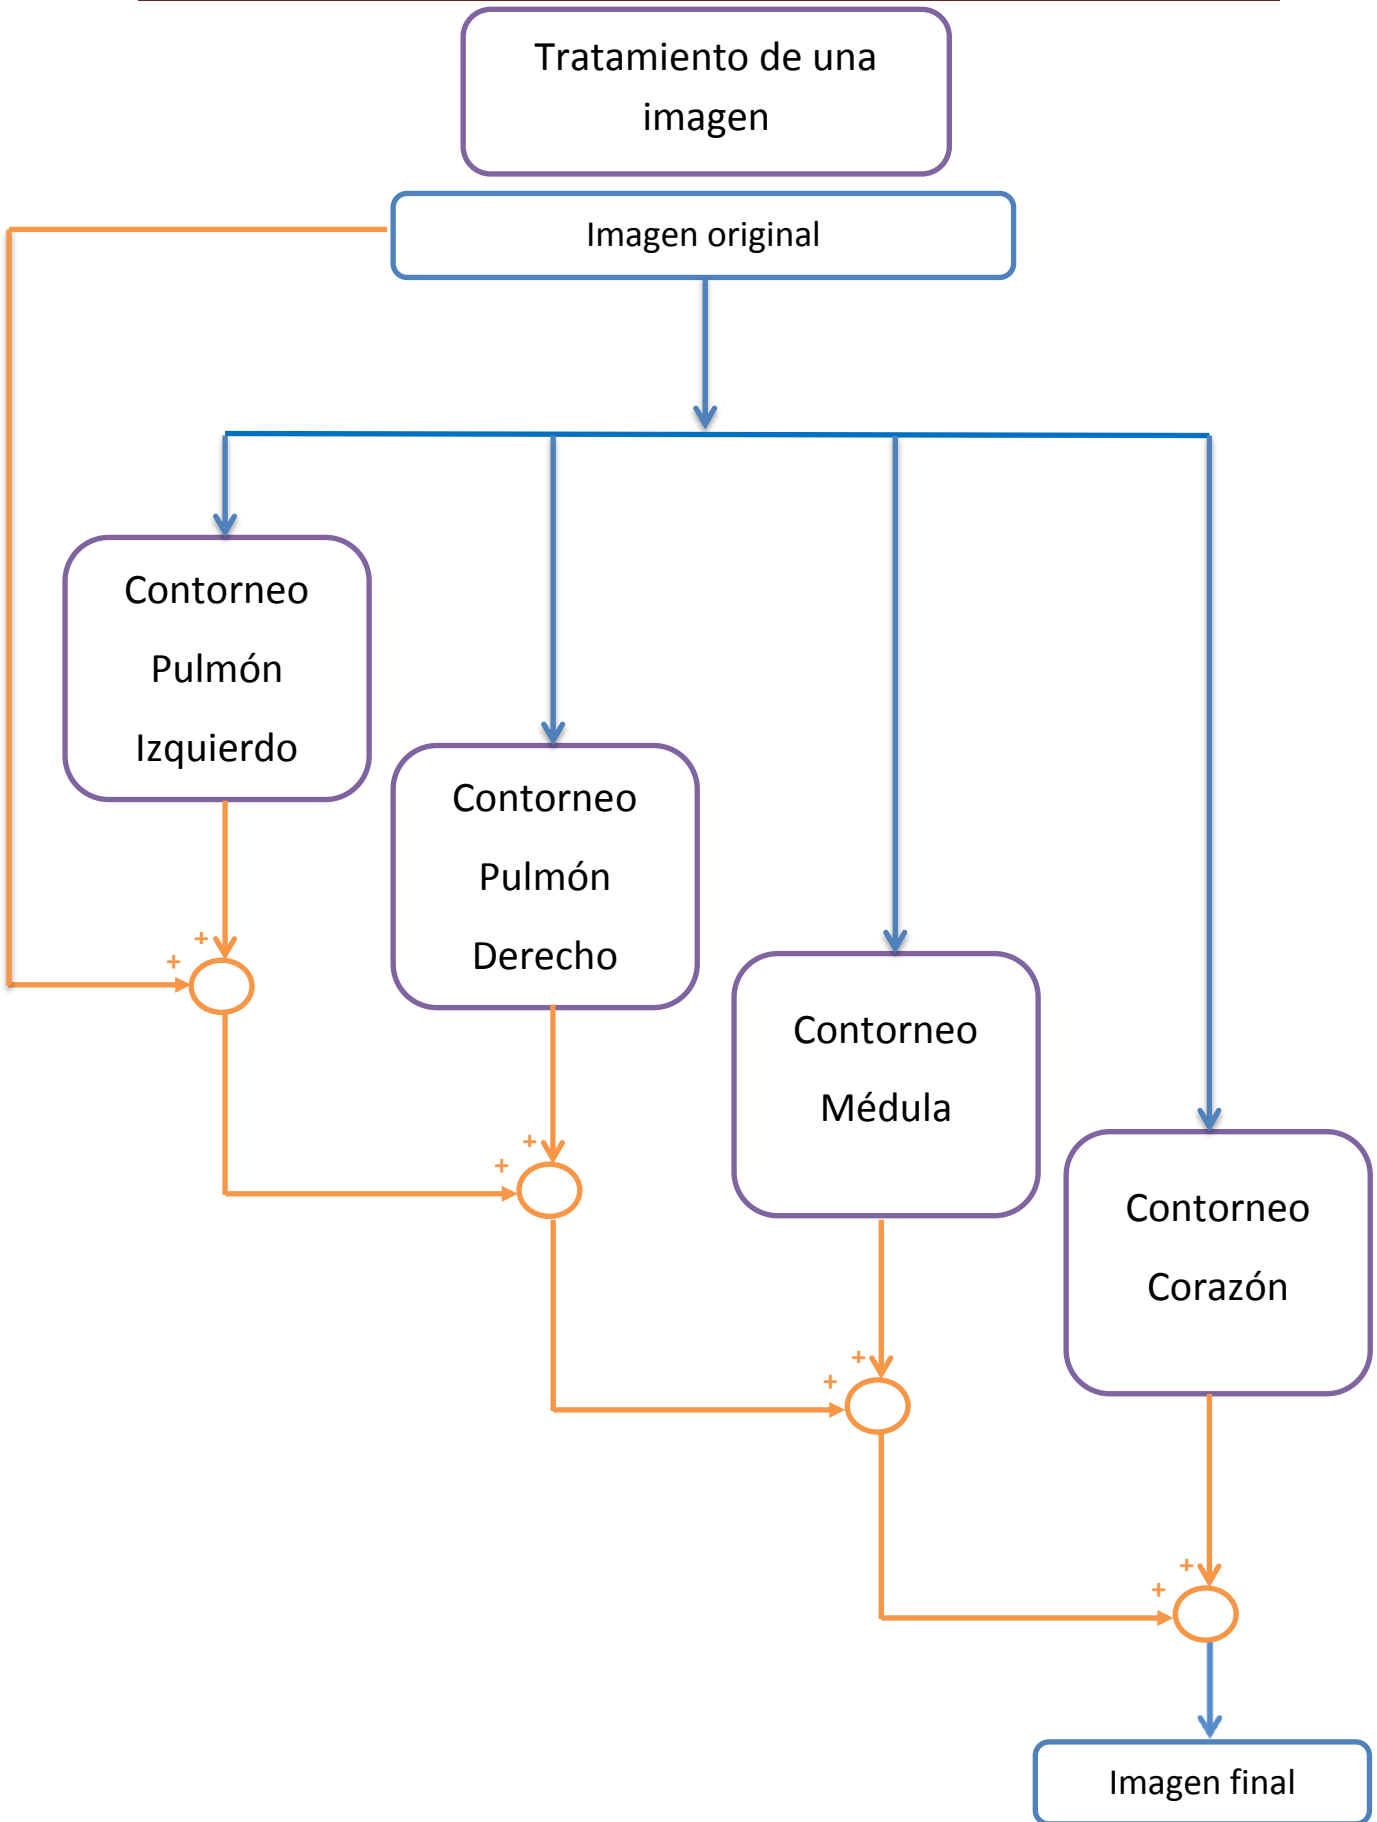 Tratamiento de una
imagen
Imagen original
Contorneo
Pulmón
Izquierdo
Contorneo
Pulmón
Derecho
+
+
Contorneo
Médula
+
+
Contorneo
Corazón
+
+
+
+
Imagen final